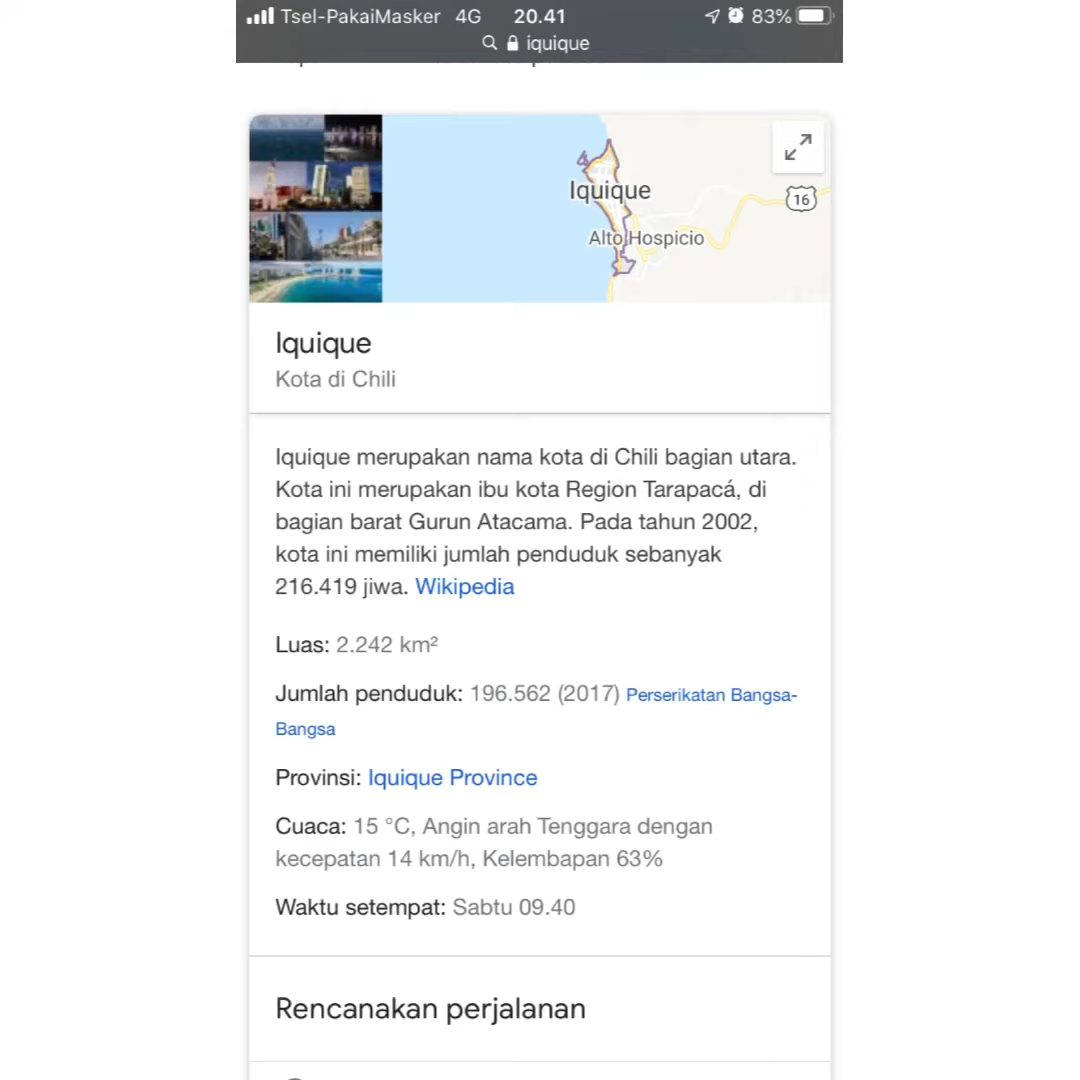 Tsel-PakaiMasker 4G 20.41 83%
iquique
Iquique
Alto Hospicio
16
Iquique
Kota di Chili
Iquique merupakan nama kota di Chili bagian utara.
Kota ini merupakan ibu kota Region Tarapacá, di
bagian barat Gurun Atacama. Pada tahun 2002,
kota ini memiliki jumlah penduduk sebanyak
216.419 jiwa. Wikipedia
Luas: 2.242 km²
Jumlah penduduk: 196.562 (2017) Perserikatan Bangsa-
Bangsa
Provinsi: Iquique Province
Cuaca: 15 °C, Angin arah Tenggara dengan
kecepatan 14 km/h, Kelembapan 63%
Waktu setempat: Sabtu 09.40
Rencanakan perjalanan